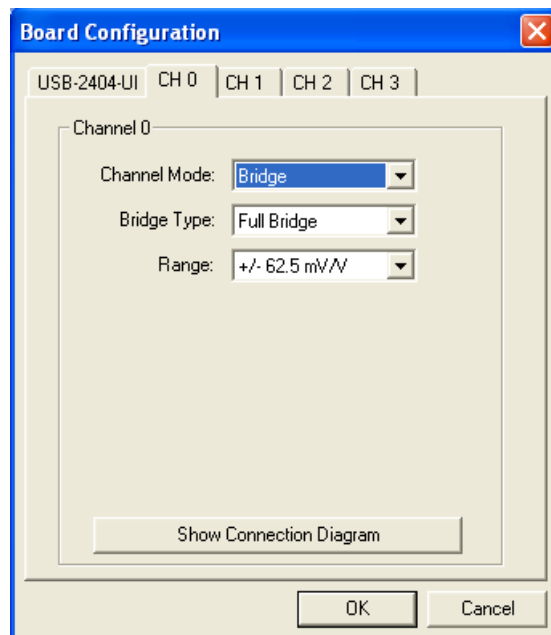 Board Configuration
USB-2404-UI CH 0 CH 1 CH 2 CH 3
Channel 0
Channel Mode: Bridge
Bridge Type: Full Bridge
Range: +/- 62.5 mV/V
Show Connection Diagram
OK Cancel